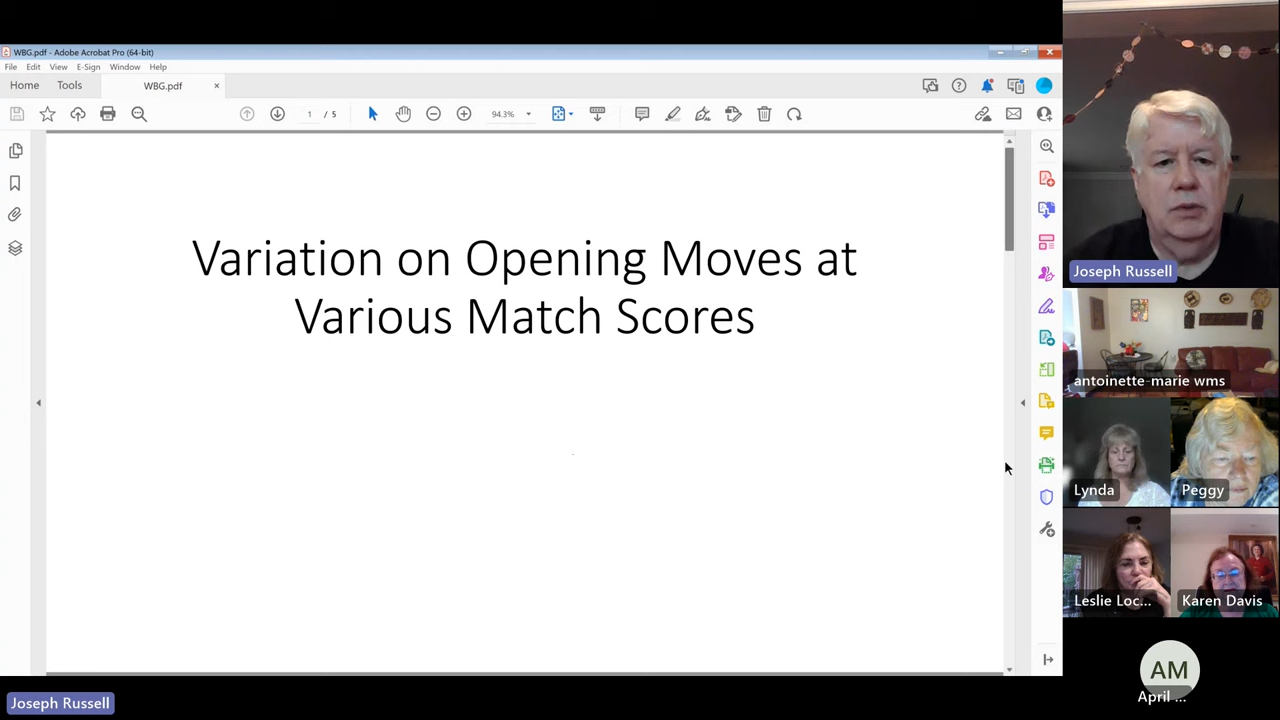 WBG.pdf - Adobe Acrobat Pro (64-bit)
File Edit View E-Sign Window Help
Home Tools WBG.pdf ×
1 / 5 94.3%
Variation on Opening Moves at
Various Match Scores
Joseph Russell
antoinette-marie wms
Lynda Peggy
Leslie Loc... Karen Davis
AM
April ...
Joseph Russell